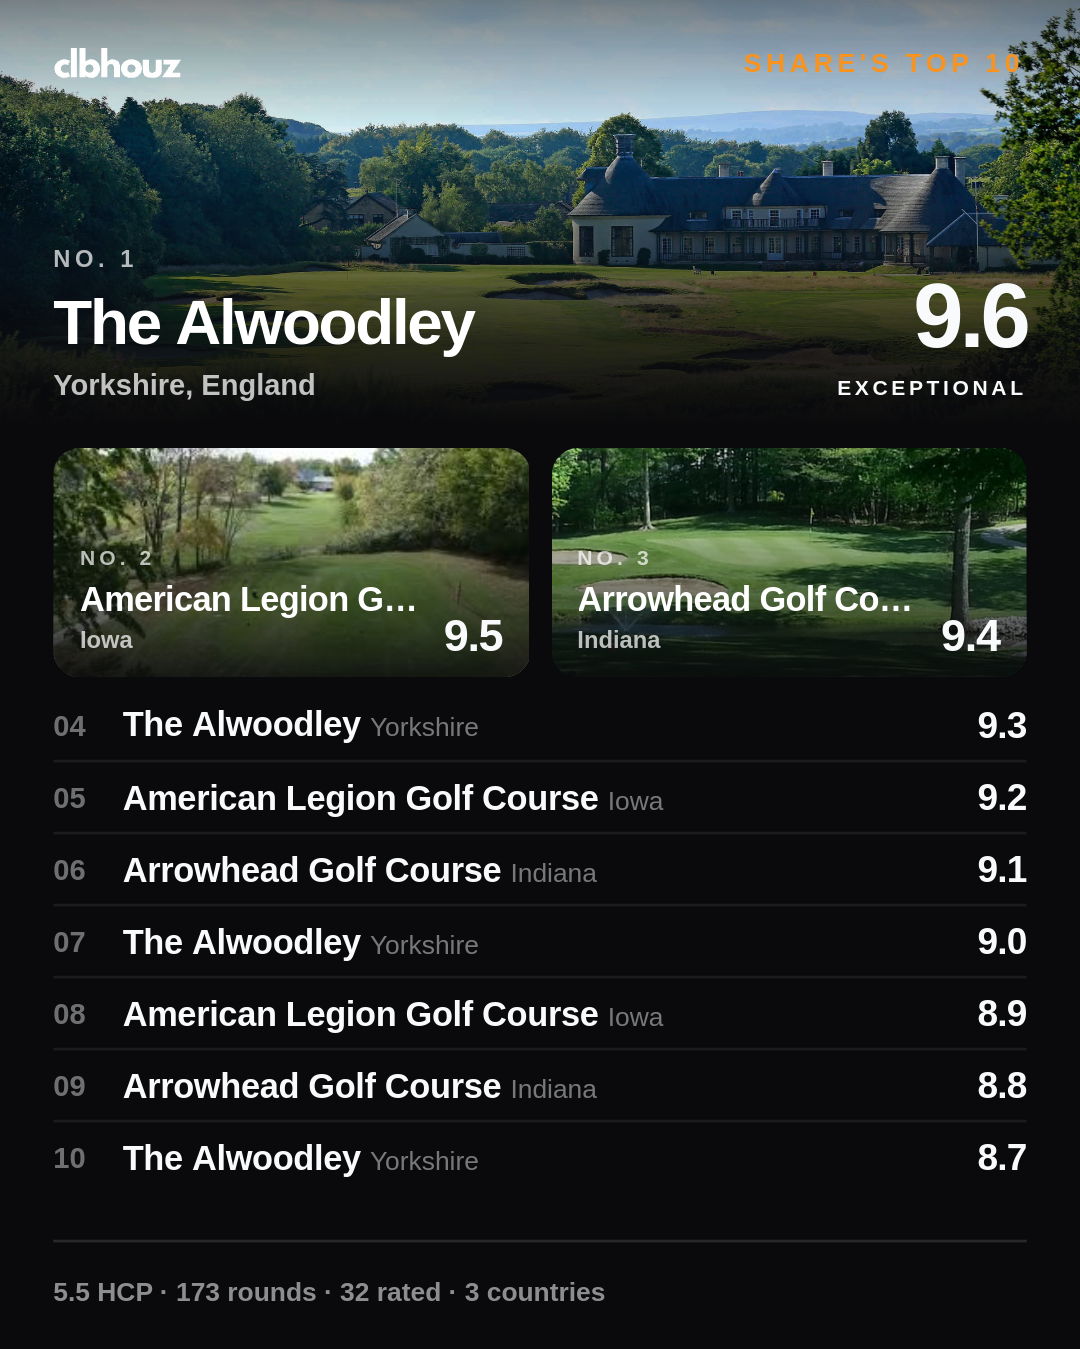 clbhouz
SHARE'S TOP 10
NO. 1
The Alwoodley
9.6
Yorkshire, England
EXCEPTIONAL
NO. 2
American Legion G...
Iowa
9.5
NO. 3
Arrowhead Golf Co...
Indiana
9.4
04 The Alwoodley Yorkshire 9.3
05 American Legion Golf Course Iowa 9.2
06 Arrowhead Golf Course Indiana 9.1
07 The Alwoodley Yorkshire 9.0
08 American Legion Golf Course Iowa 8.9
09 Arrowhead Golf Course Indiana 8.8
10 The Alwoodley Yorkshire 8.7
5.5 HCP · 173 rounds · 32 rated · 3 countries